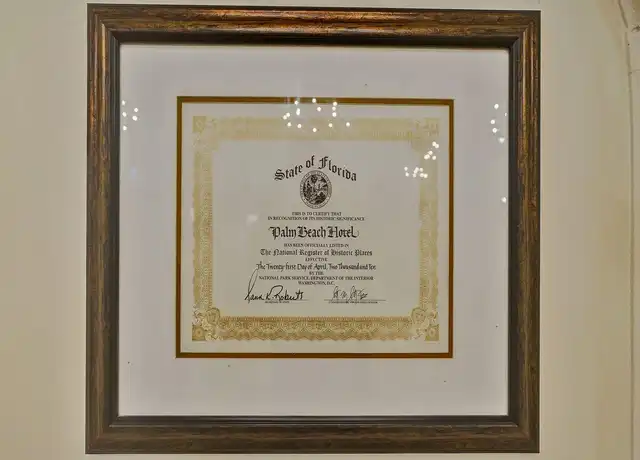 State of Florida
THIS IS TO CERTIFY THAT
IN RECOGNITION OF ITS HISTORIC SIGNIFICANCE
Palm Beach Hotel
HAS BEEN OFFICIALLY LISTED IN
The National Register of Historic Places
EFFECTIVE
The Twenty-first Day of April, Two Thousand and Ten
BY THE
NATIONAL PARK SERVICE, DEPARTMENT OF THE INTERIOR
WASHINGTON, D.C.